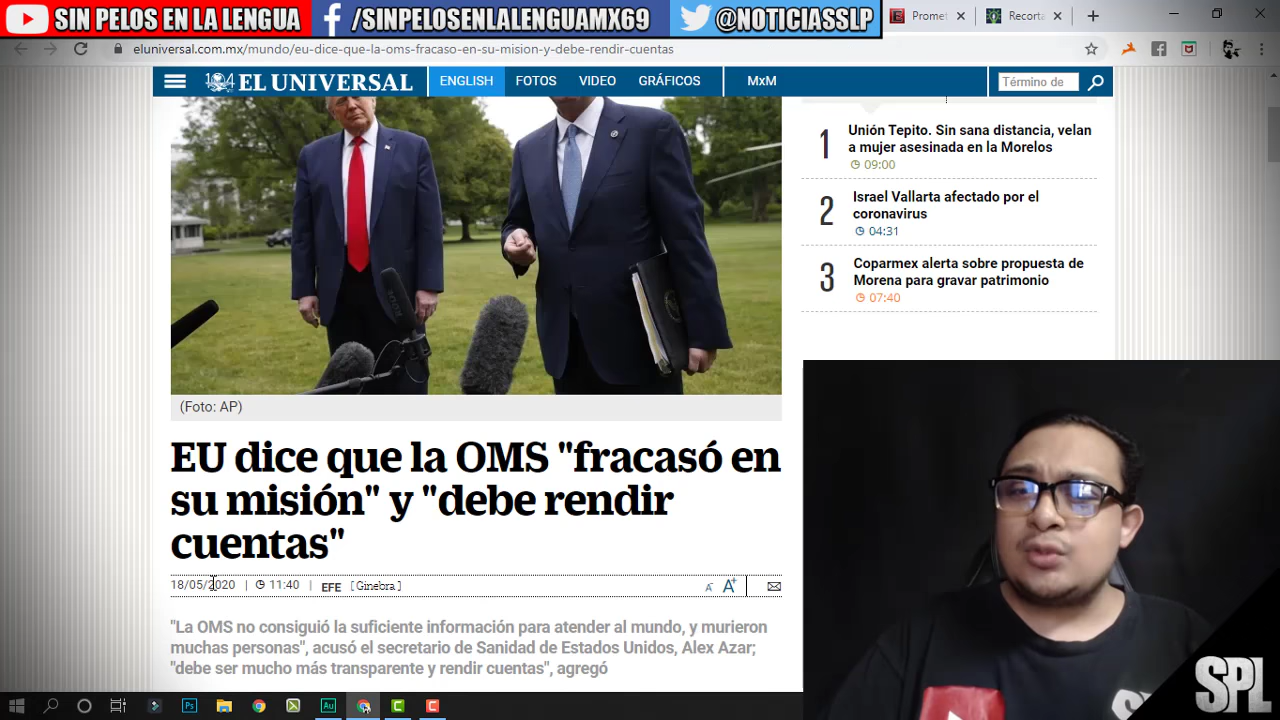 SIN PELOS EN LA LENGUA
/SINPELOSENLALENGUAMX69
@NOTICIASSLP
Promet
Recorta
eluniversal.com.mx/mundo/eu-dice-que-la-oms-fracaso-en-su-mision-y-debe-rendir-cuentas
EL UNIVERSAL
ENGLISH
FOTOS
VIDEO
GRÁFICOS
MxM
Término de
1
Unión Tepito. Sin sana distancia, velan
a mujer asesinada en la Morelos
09:00
2
Israel Vallarta afectado por el
coronavirus
04:31
3
Coparmex alerta sobre propuesta de
Morena para gravar patrimonio
07:40
(Foto: AP)
EU dice que la OMS "fracasó en
su misión" y "debe rendir
cuentas"
18/05/2020 | 11:40 | EFE [ Ginebra ]
A- A+
"La OMS no consiguió la suficiente información para atender al mundo, y murieron
muchas personas", acusó el secretario de Sanidad de Estados Unidos, Alex Azar;
"debe ser mucho más transparente y rendir cuentas", agregó
SPL
Ps
Au